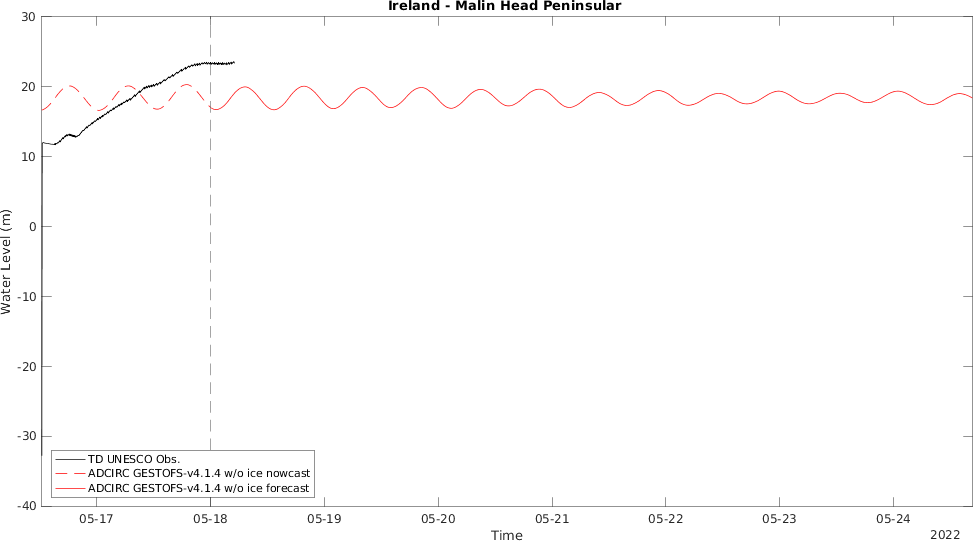 Ireland - Malin Head Peninsular
30
20
10
0
-10
-20
-30
-40
Water Level (m)
TD UNESCO Obs.
ADCIRC GESTOFS-v4.1.4 w/o ice nowcast
ADCIRC GESTOFS-v4.1.4 w/o ice forecast
05-17 05-18 05-19 05-20 05-21 05-22 05-23 05-24
Time
2022